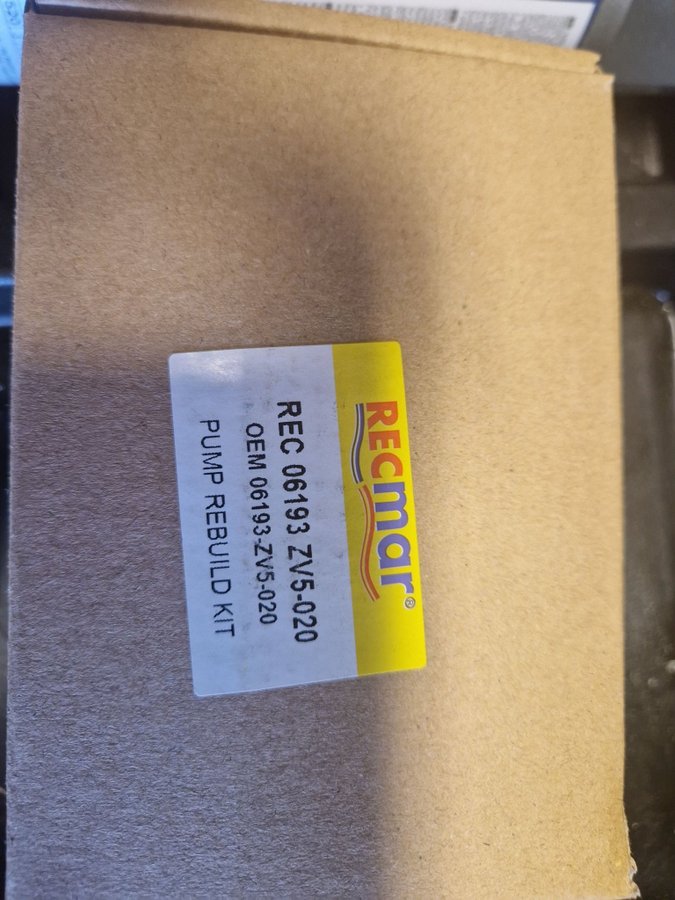 RECmar®
REC 06193 ZV5-020
OEM 06193-ZV5-020
PUMP REBUILD KIT